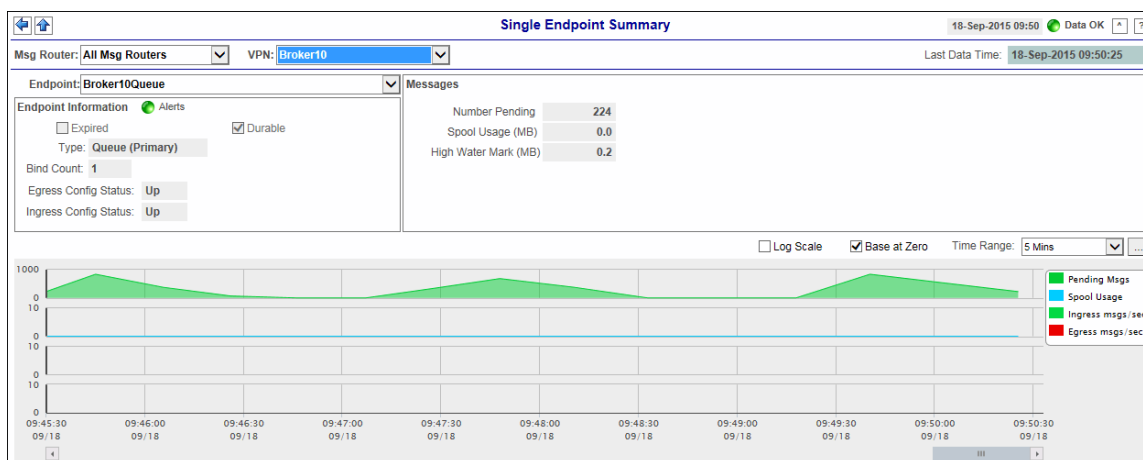 Single Endpoint Summary
18-Sep-2015 09:50 Data OK ^ ?
Msg Router: All Msg Routers VPN: Broker10 Last Data Time: 18-Sep-2015 09:50:25
Endpoint: Broker10Queue
Endpoint Information Alerts
Expired Durable
Type: Queue (Primary)
Bind Count: 1
Egress Config Status: Up
Ingress Config Status: Up
Messages
Number Pending 224
Spool Usage (MB) 0.0
High Water Mark (MB) 0.2
Log Scale Base at Zero Time Range: 5 Mins ...
1000
0
10
0
10
0
10
0
Pending Msgs
Spool Usage
Ingress msgs/sec
Egress msgs/sec
09:45:30 09:46:00 09:46:30 09:47:00 09:47:30 09:48:00 09:48:30 09:49:00 09:49:30 09:50:00 09:50:30
09/18 09/18 09/18 09/18 09/18 09/18 09/18 09/18 09/18 09/18 09/18